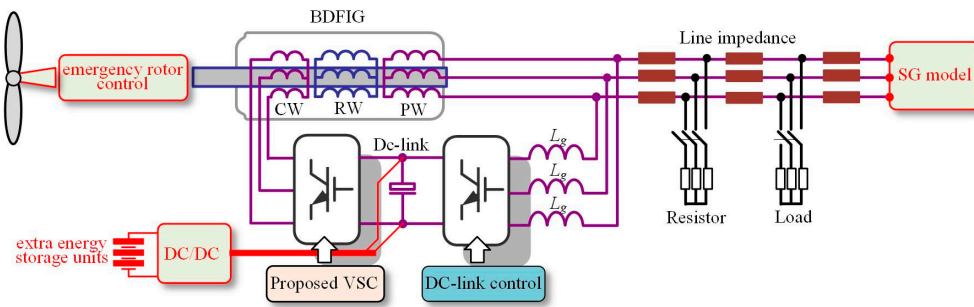 BDFIG
Line impedance
emergency rotor
control
SG model
CW
RW
PW
Dc-link
Lg
Lg
Lg
Resistor
Load
extra energy
storage units
DC/DC
Proposed VSC
DC-link control